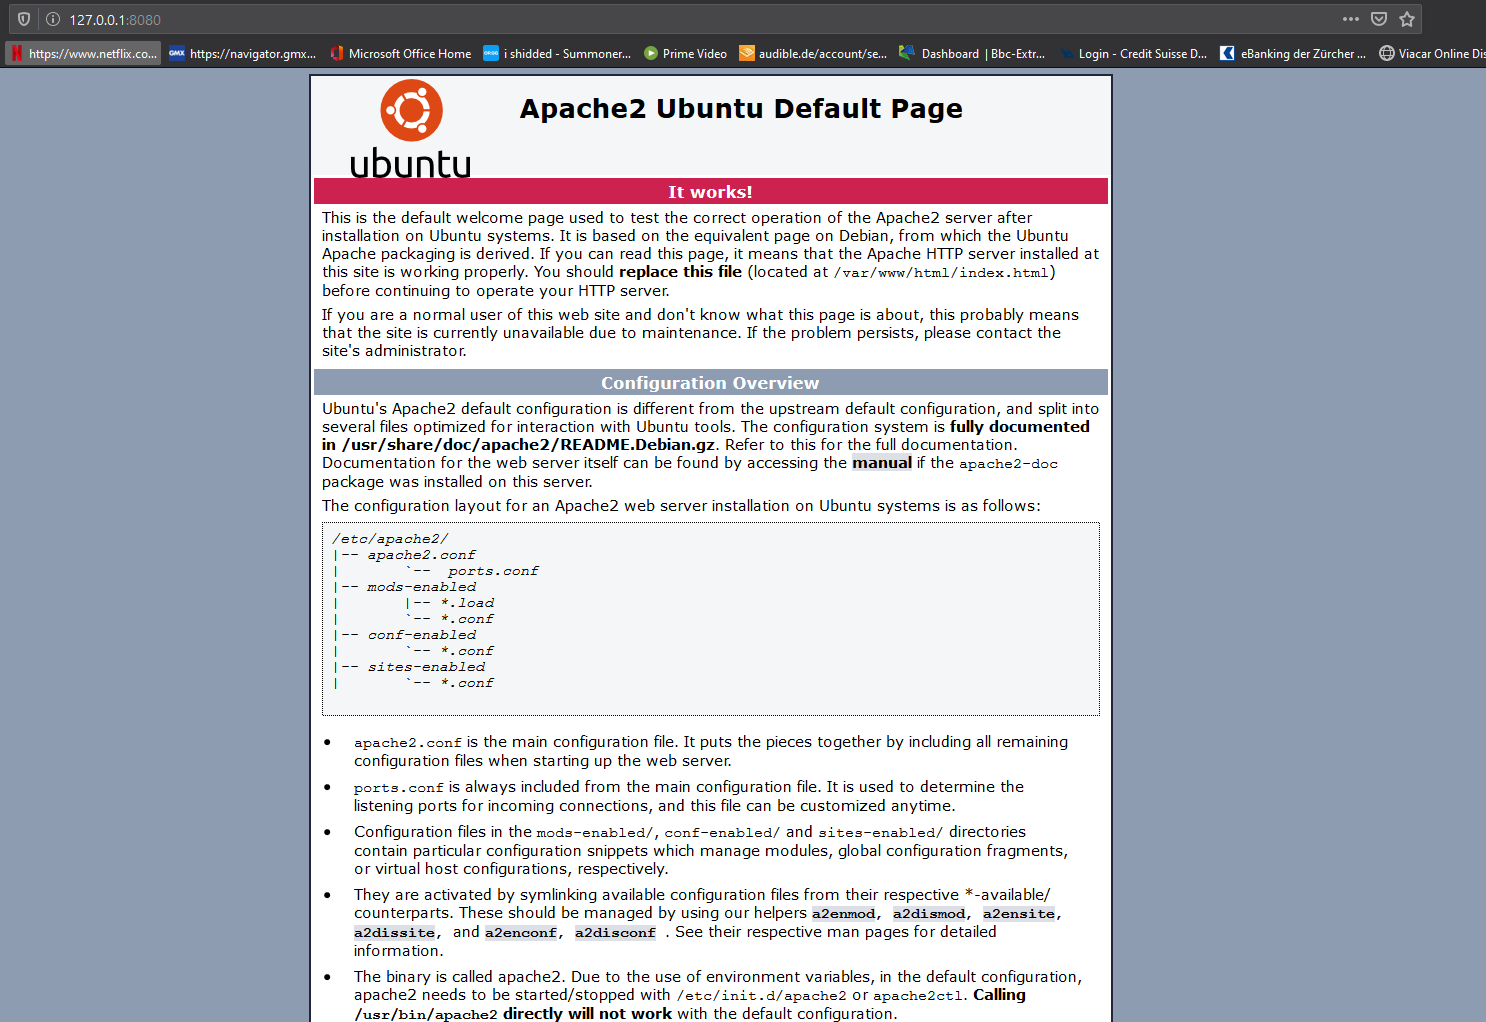 127.0.0.1:8080
https://www.netflix.co... https://navigator.gmx... Microsoft Office Home OP.GG i shidded - Summoner... Prime Video audible.de/account/se... Dashboard | Bbc-Extr... Login - Credit Suisse D... eBanking der Zürcher ... Viacar Online Dis
ubuntu
Apache2 Ubuntu Default Page
It works!
This is the default welcome page used to test the correct operation of the Apache2 server after
installation on Ubuntu systems. It is based on the equivalent page on Debian, from which the Ubuntu
Apache packaging is derived. If you can read this page, it means that the Apache HTTP server installed at
this site is working properly. You should replace this file (located at /var/www/html/index.html)
before continuing to operate your HTTP server.
If you are a normal user of this web site and don't know what this page is about, this probably means
that the site is currently unavailable due to maintenance. If the problem persists, please contact the
site's administrator.
Configuration Overview
Ubuntu's Apache2 default configuration is different from the upstream default configuration, and split into
several files optimized for interaction with Ubuntu tools. The configuration system is fully documented
in /usr/share/doc/apache2/README.Debian.gz. Refer to this for the full documentation.
Documentation for the web server itself can be found by accessing the manual if the apache2-doc
package was installed on this server.
The configuration layout for an Apache2 web server installation on Ubuntu systems is as follows:
/etc/apache2/
|-- apache2.conf
|       `--  ports.conf
|-- mods-enabled
|       |-- *.load
|       `-- *.conf
|-- conf-enabled
|       `-- *.conf
|-- sites-enabled
|       `-- *.conf
• apache2.conf is the main configuration file. It puts the pieces together by including all remaining
configuration files when starting up the web server.
• ports.conf is always included from the main configuration file. It is used to determine the
listening ports for incoming connections, and this file can be customized anytime.
• Configuration files in the mods-enabled/, conf-enabled/ and sites-enabled/ directories
contain particular configuration snippets which manage modules, global configuration fragments,
or virtual host configurations, respectively.
• They are activated by symlinking available configuration files from their respective *-available/
counterparts. These should be managed by using our helpers a2enmod, a2dismod, a2ensite,
a2dissite, and a2enconf, a2disconf . See their respective man pages for detailed
information.
• The binary is called apache2. Due to the use of environment variables, in the default configuration,
apache2 needs to be started/stopped with /etc/init.d/apache2 or apache2ctl. Calling
/usr/bin/apache2 directly will not work with the default configuration.